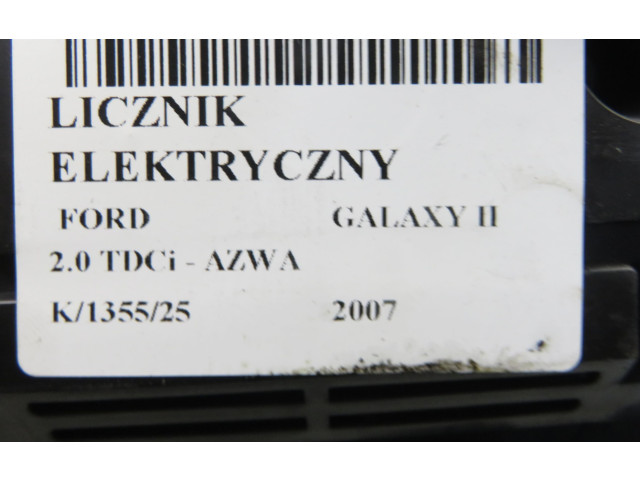 LICZNIK
ELEKTRYCZNY
FORD GALAXY II
2.0 TDCi - AZWA
K/1355/25 2007